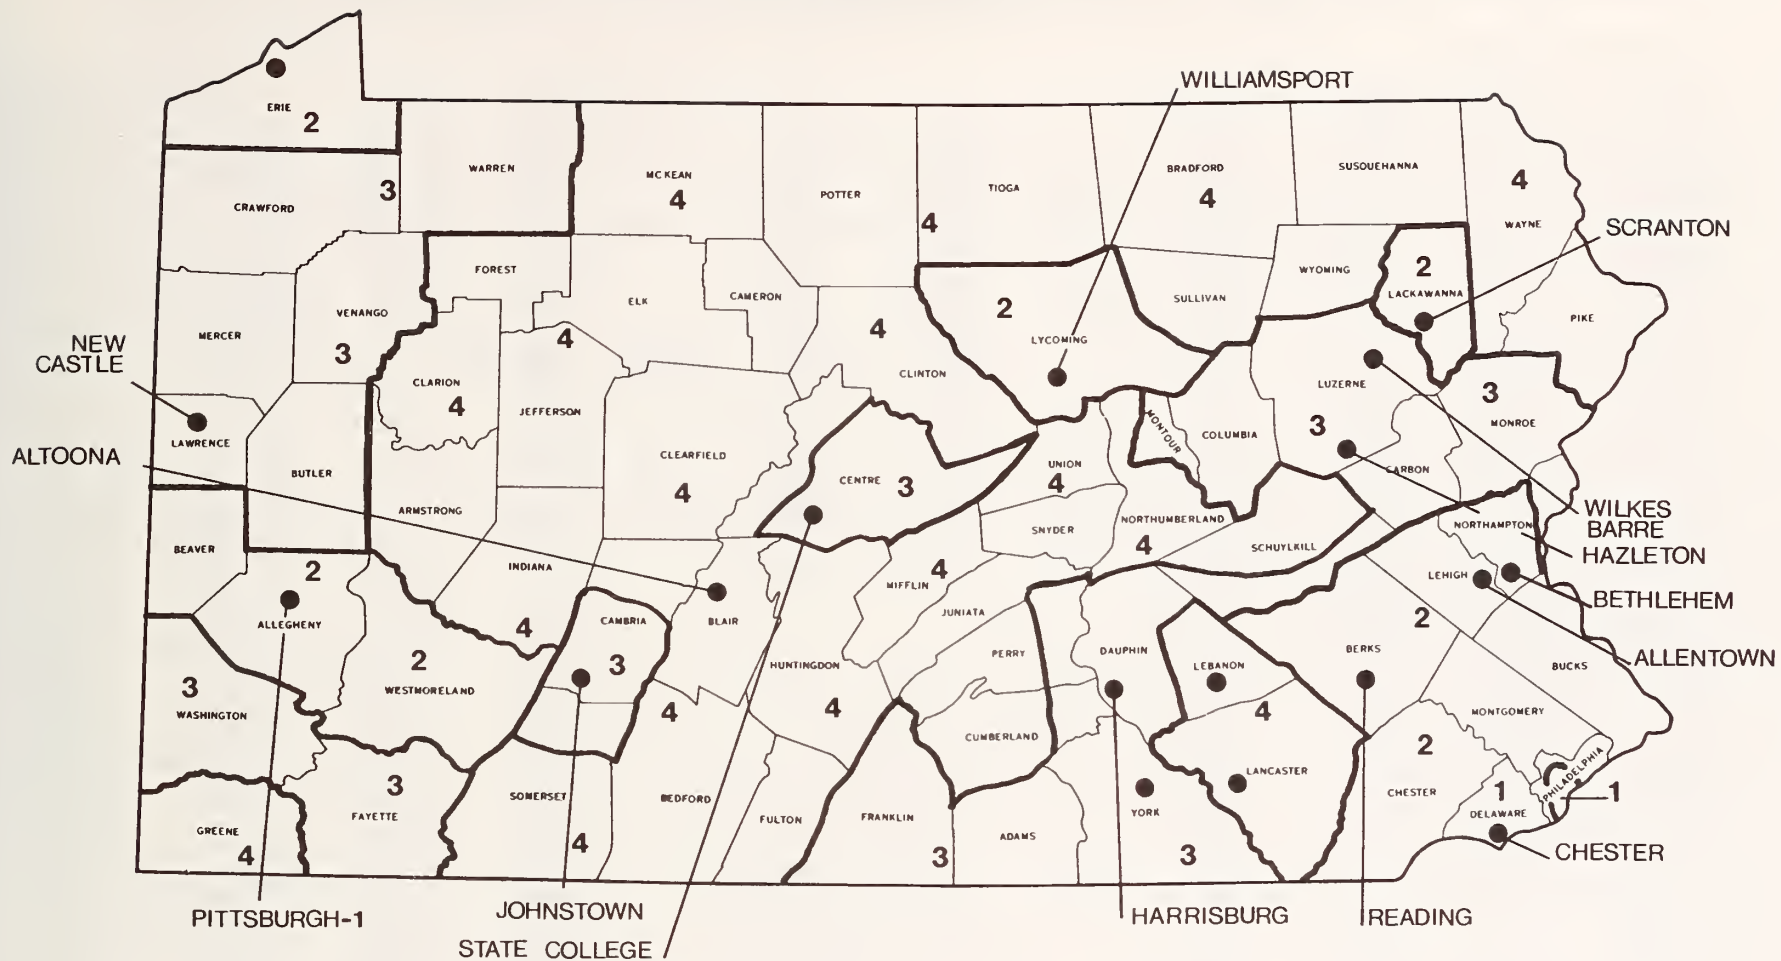 WILLIAMSPORT
ERIE
2
WARREN
MCKEAN
4
POTTER
TIOGA
4
BRADFORD
4
SUSQUEHANNA
4
WAYNE
SCRANTON
CRAWFORD
3
FOREST
ELK
CAMERON
2
LYCOMING
SULLIVAN
WYOMING
2
LACKAWANNA
PIKE
NEW
CASTLE
MERCER
VENANGO
3
4
4
CLINTON
CLARION
4
JEFFERSON
LUZERNE
3
3
MONROE
ALTOONA
LAWRENCE
BUTLER
CLEARFIELD
4
CENTRE
3
UNION
4
MONTOUR
COLUMBIA
CARBON
ARMSTRONG
SNYDER
NORTHUMBERLAND
4
SCHUYLKILL
NORTHAMPTON
WILKES
BARRE
HAZLETON
BEAVER
2
INDIANA
4
MIFFLIN
4
JUNIATA
LEHIGH
BETHLEHEM
ALLEGHENY
CAMBRIA
3
BLAIR
HUNTINGDON
4
PERRY
DAUPHIN
LEBANON
4
BERKS
2
BUCKS
ALLENTOWN
3
WASHINGTON
2
WESTMORELAND
4
CUMBERLAND
MONTGOMERY
3
FAYETTE
SOMERSET
4
BEDFORD
FULTON
FRANKLIN
3
ADAMS
YORK
3
LANCASTER
2
CHESTER
1
DELAWARE
PHILADELPHIA
1
GREENE
4
CHESTER
PITTSBURGH-1
JOHNSTOWN
STATE COLLEGE
HARRISBURG
READING